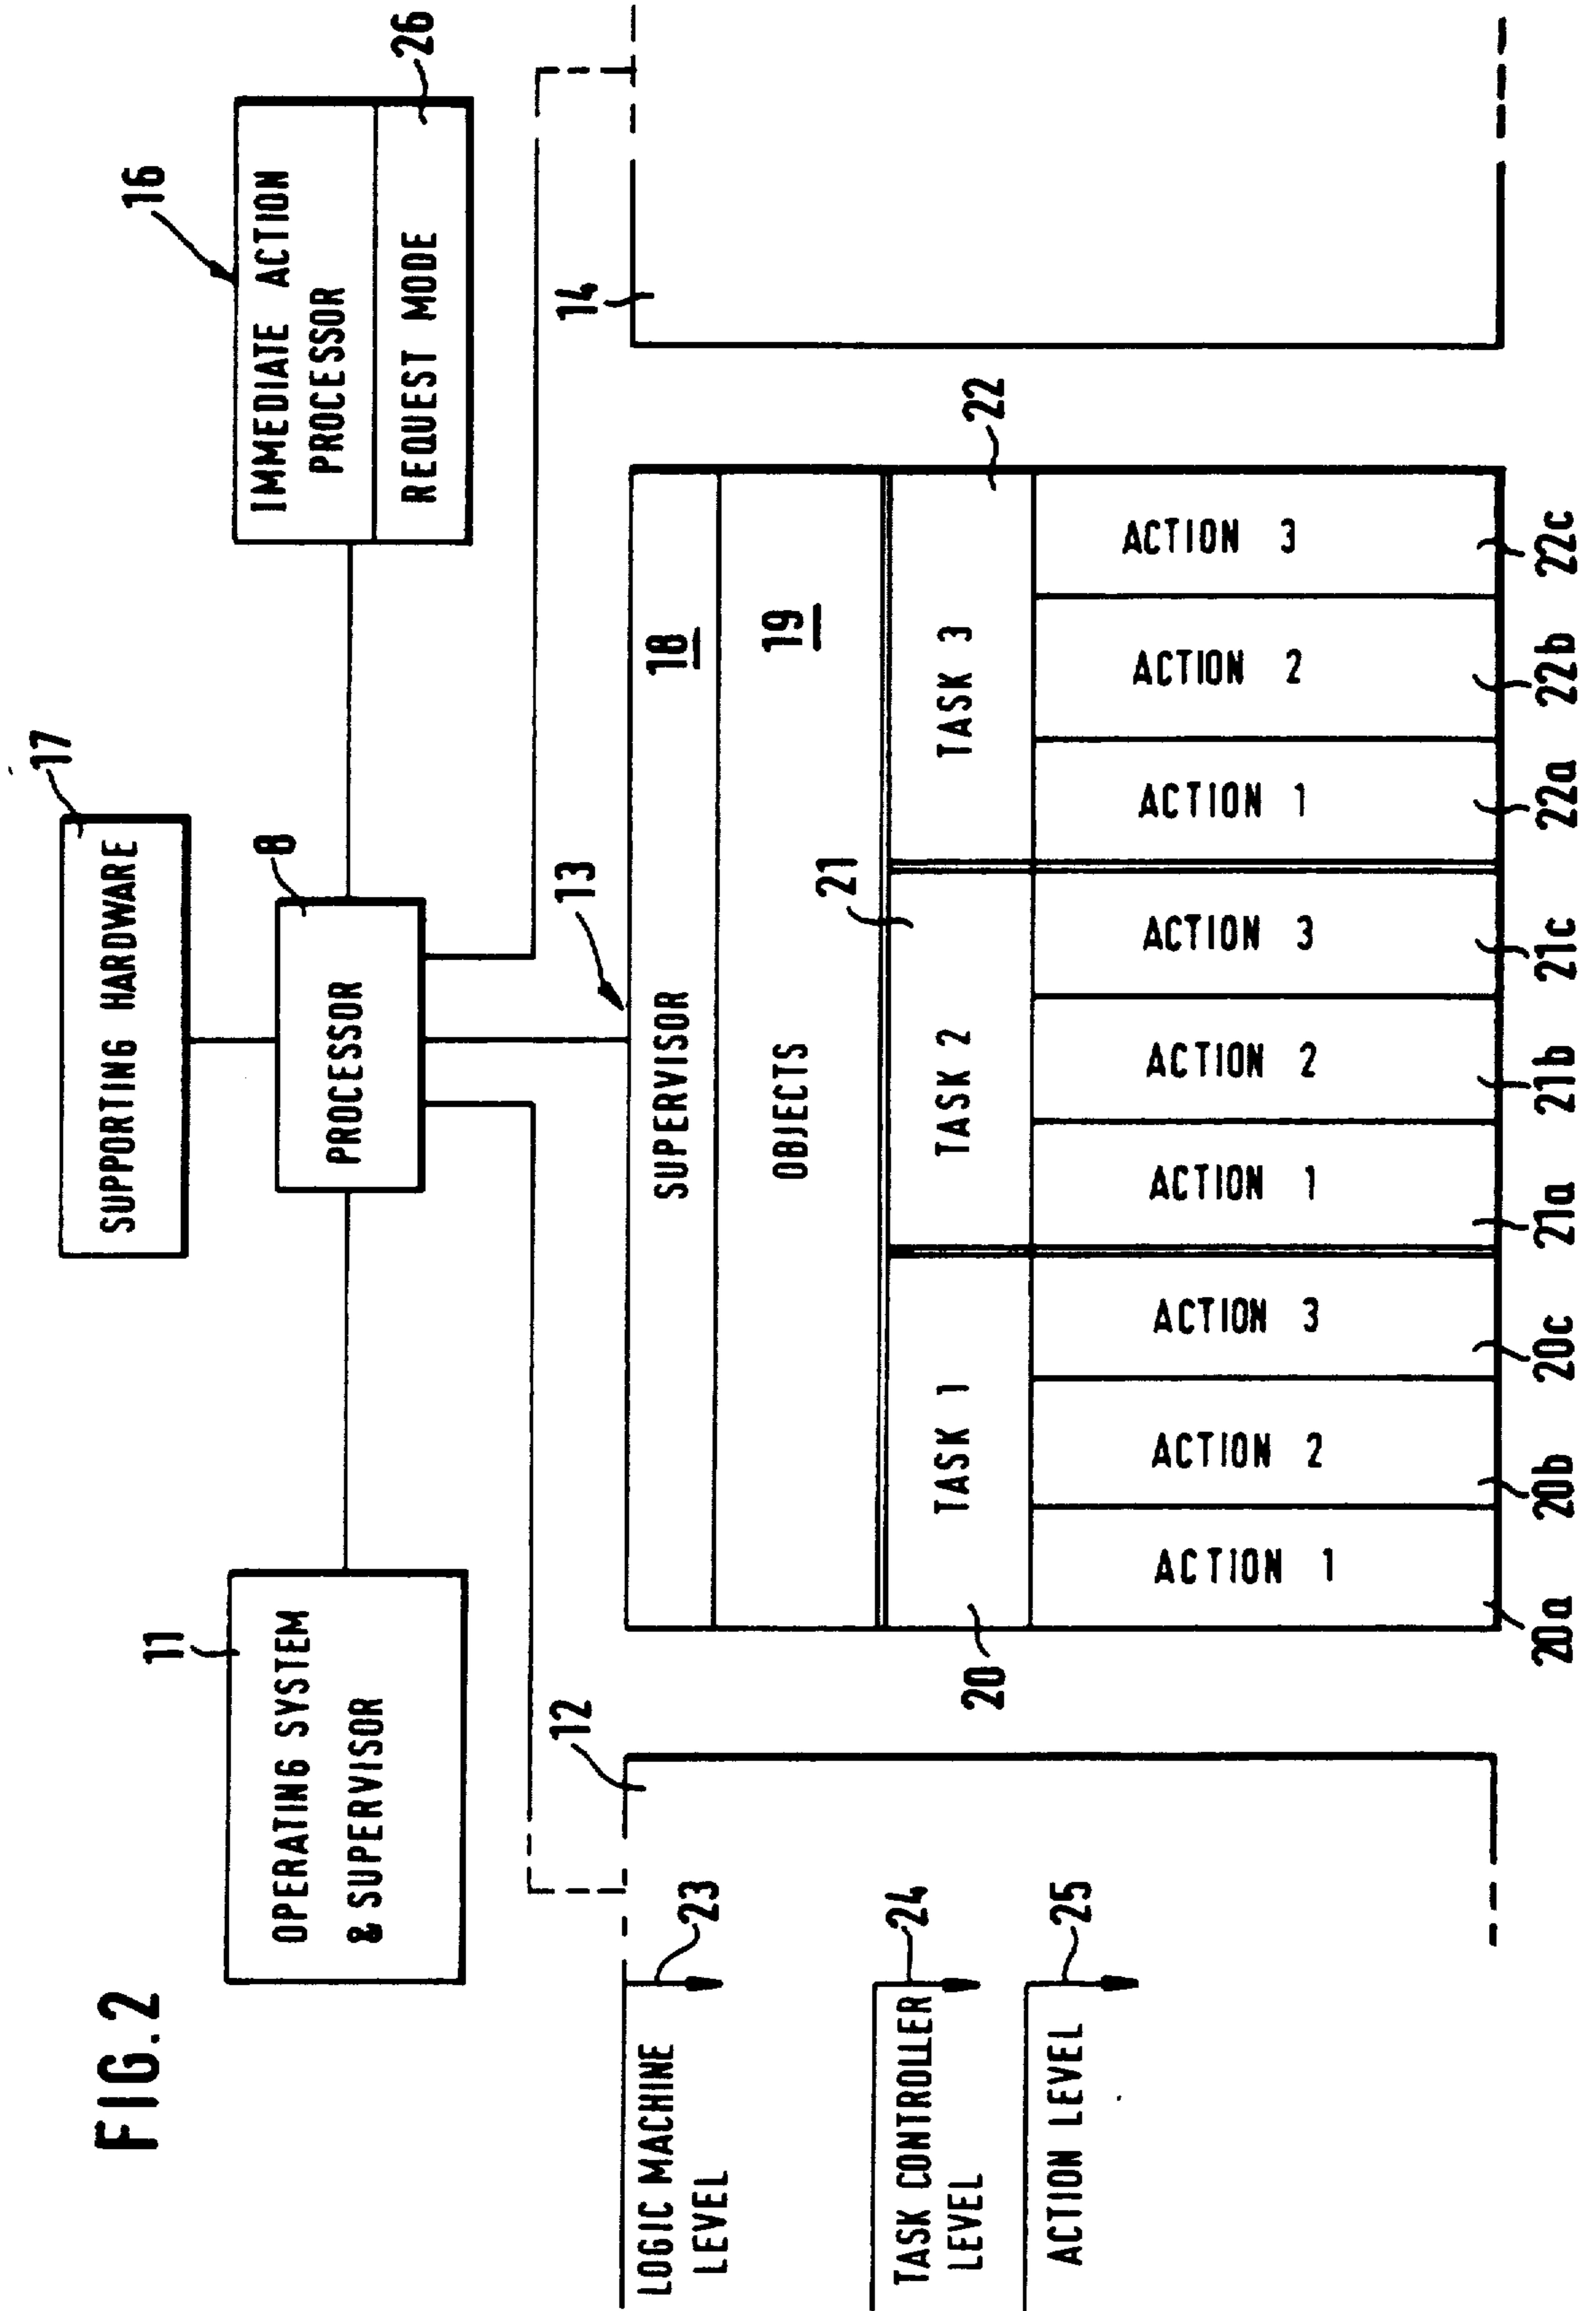 FIG.2
17
SUPPORTING HARDWARE
11
OPERATING SYSTEM
& SUPERVISOR
8
PROCESSOR
16
IMMEDIATE ACTION
PROCESSOR
REQUEST MODE
26
12
13
14
LOGIC MACHINE
LEVEL
23
SUPERVISOR
18
OBJECTS
19
TASK CONTROLLER
LEVEL
24
20
TASK 1
TASK 2
21
TASK 3
22
ACTION LEVEL
25
ACTION 1
ACTION 2
ACTION 3
ACTION 1
ACTION 2
ACTION 3
ACTION 1
ACTION 2
ACTION 3
20a
20b
20c
21a
21b
21c
22a
22b
22c